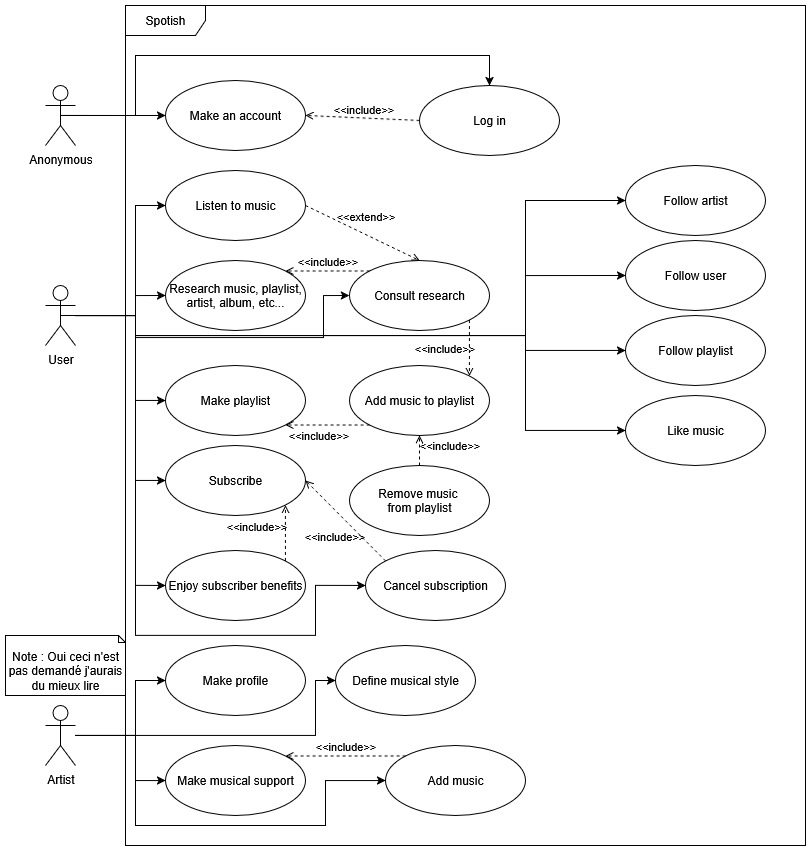 Spotish
Anonymous
Make an account
<<include>>
Log in
Listen to music
<<extend>>
Follow artist
User
Research music, playlist,
artist, album, etc...
<<include>>
Consult research
Follow user
<<include>>
Follow playlist
Make playlist
<<include>>
Add music to playlist
Like music
<<include>>
Subscribe
Remove music
from playlist
<<include>>
<<include>>
Enjoy subscriber benefits
Cancel subscription
Note : Oui ceci n'est
pas demandé j'aurais
du mieux lire
Make profile
Define musical style
Artist
<<include>>
Make musical support
Add music